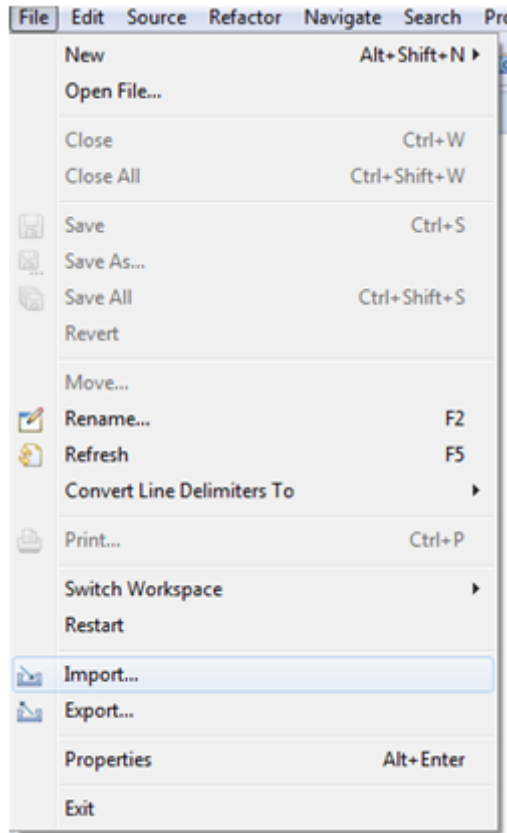 File Edit Source Refactor Navigate Search
New Alt+Shift+N
Open File...
Close Ctrl+W
Close All Ctrl+Shift+W
Save Ctrl+S
Save As...
Save All Ctrl+Shift+S
Revert
Move...
Rename... F2
Refresh F5
Convert Line Delimiters To
Print... Ctrl+P
Switch Workspace
Restart
Import...
Export...
Properties Alt+Enter
Exit